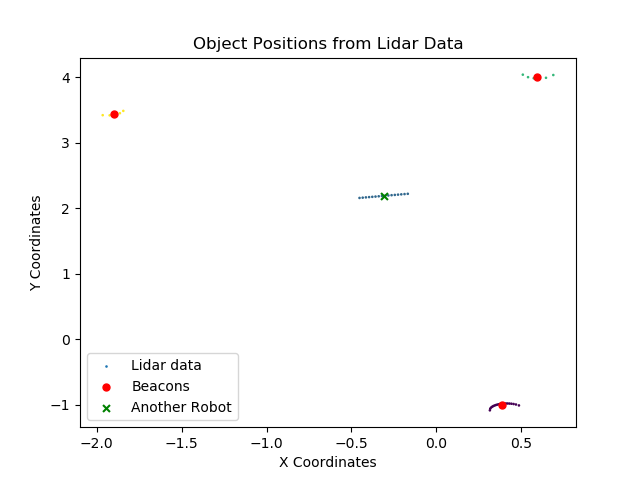 Object Positions from Lidar Data
4
3
2
1
0
−1
Y Coordinates
Lidar data
Beacons
Another Robot
−2.0 −1.5 −1.0 −0.5 0.0 0.5
X Coordinates